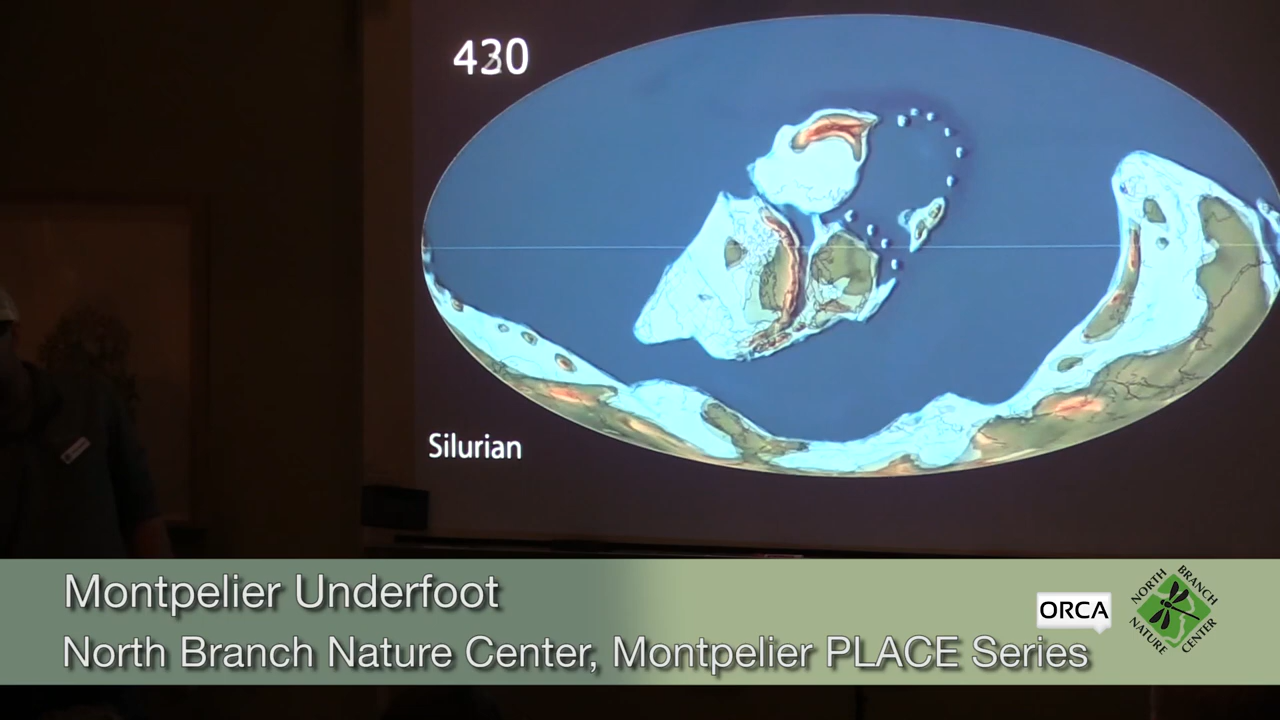 430
Silurian
Montpelier Underfoot
North Branch Nature Center, Montpelier PLACE Series
ORCA
NORTH BRANCH NATURE CENTER